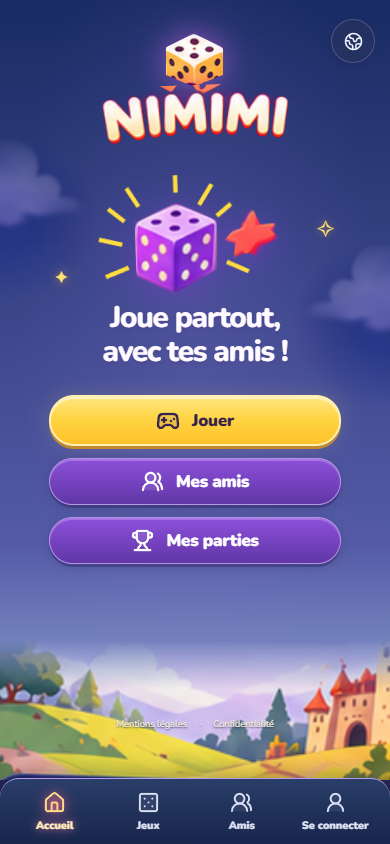 NIMIMI
Joue partout,
avec tes amis !
Jouer
Mes amis
Mes parties
Mentions légales · Confidentialité
Accueil Jeux Amis Se connecter